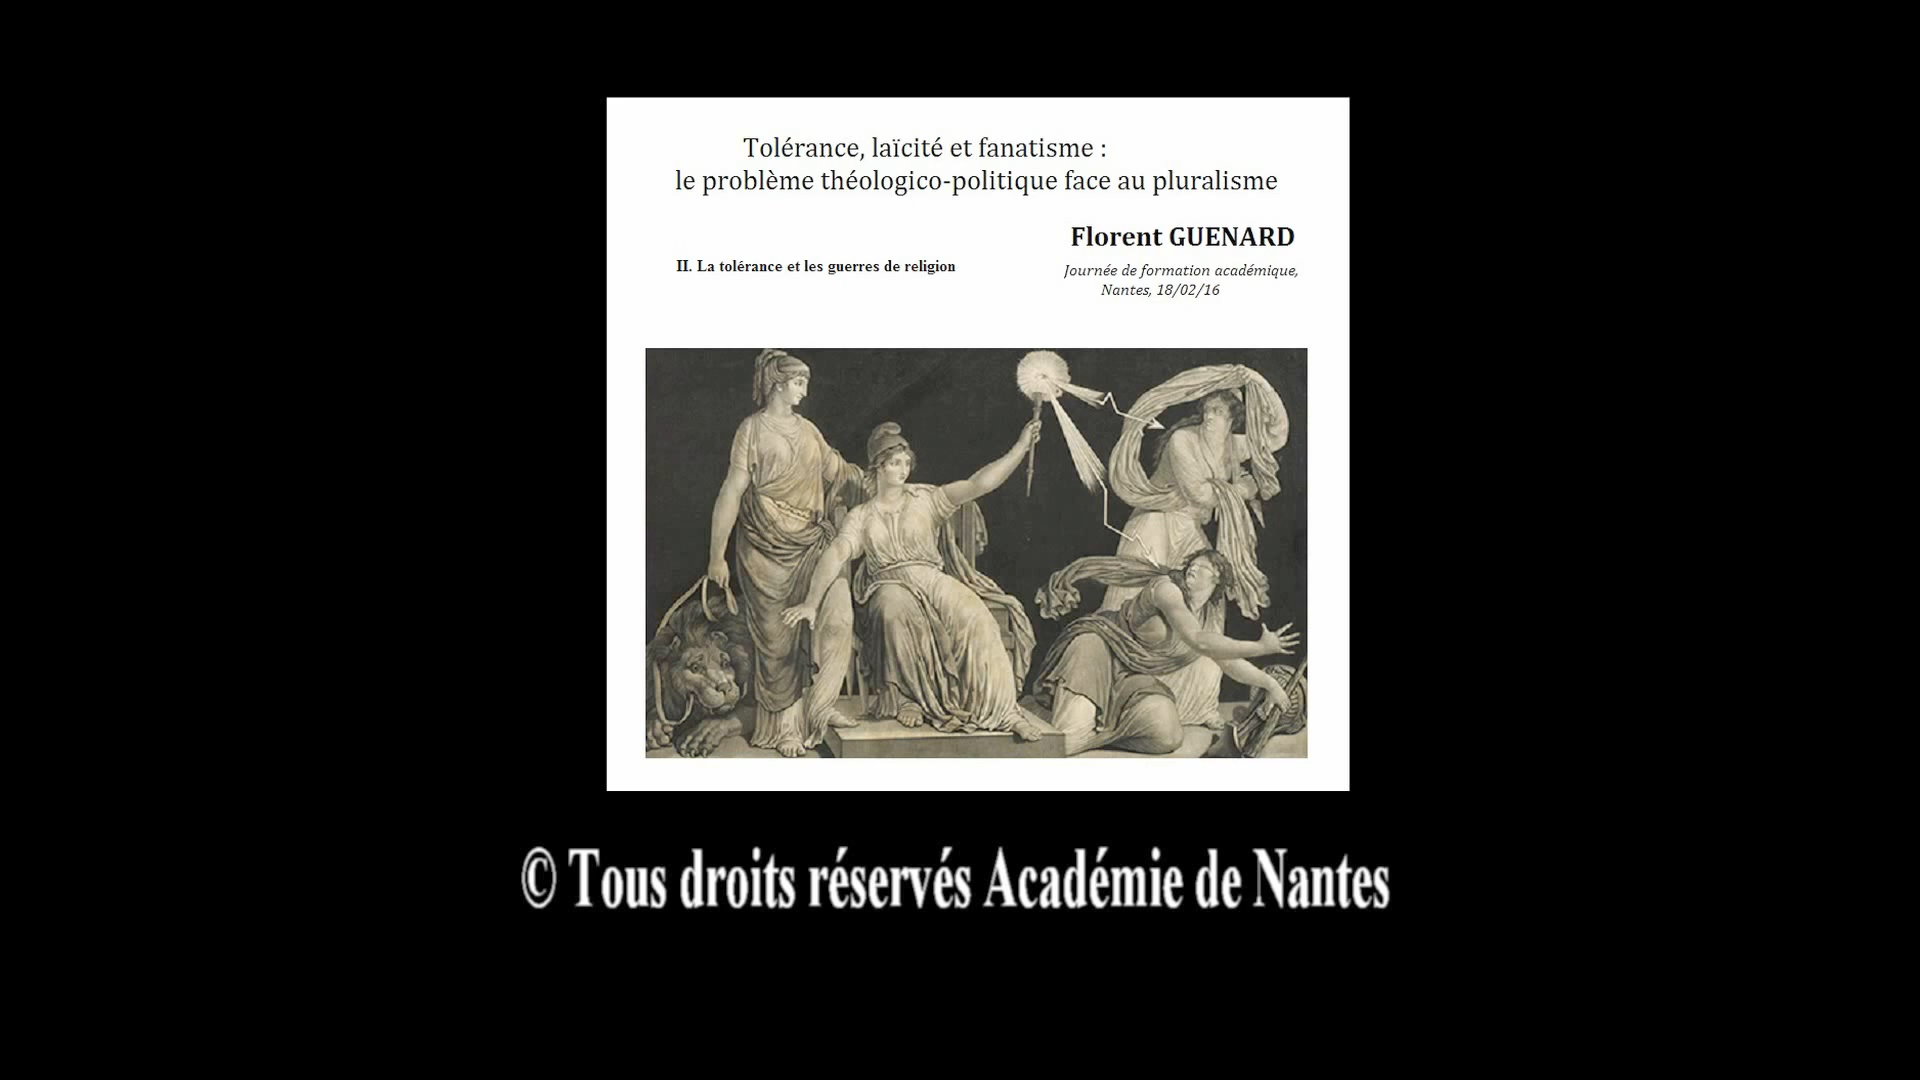 Tolérance, laïcité et fanatisme :
le problème théologico-politique face au pluralisme
Florent GUENARD
II. La tolérance et les guerres de religion
Journée de formation académique,
Nantes, 18/02/16
© Tous droits réservés Académie de Nantes